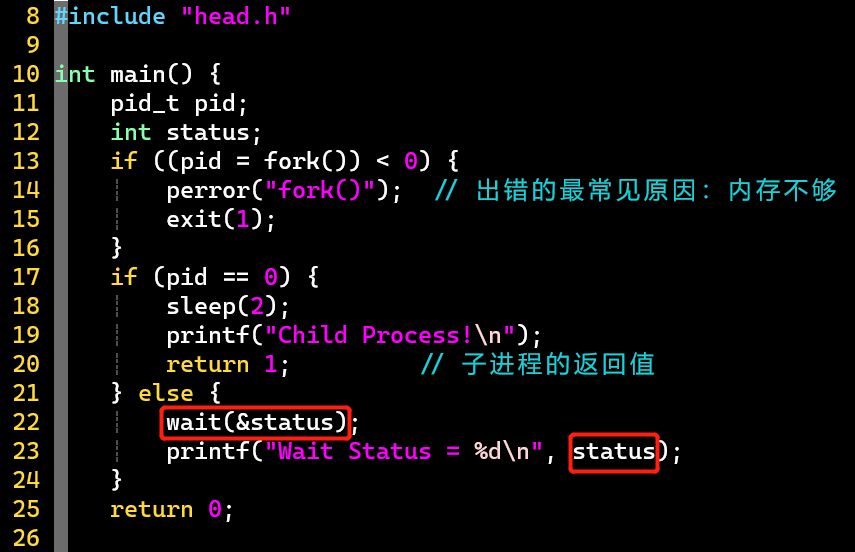 8 #include "head.h"
9
10 int main() {
11     pid_t pid;
12     int status;
13     if ((pid = fork()) < 0) {
14         perror("fork()");  // 出错的最常见原因：内存不够
15         exit(1);
16     }
17     if (pid == 0) {
18         sleep(2);
19         printf("Child Process!\n");
20         return 1;         // 子进程的返回值
21     } else {
22         wait(&status);
23         printf("Wait Status = %d\n", status);
24     }
25     return 0;
26